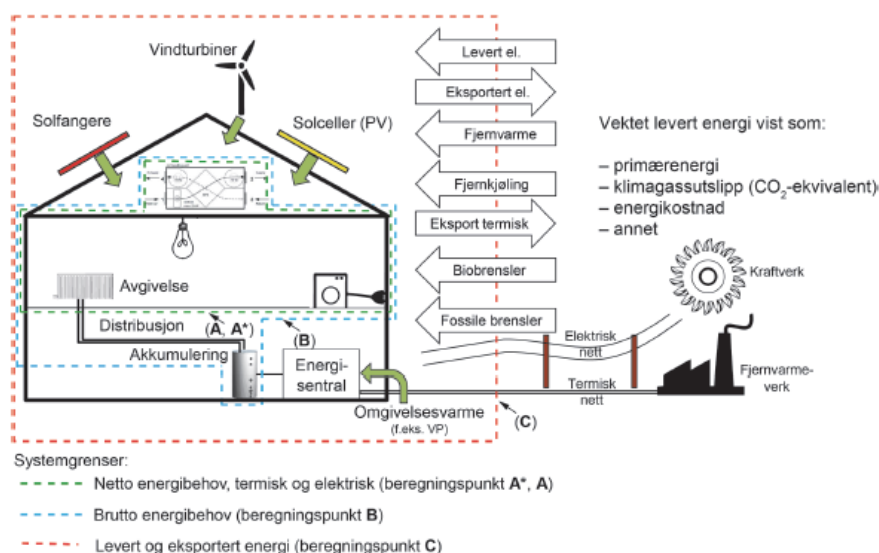 Vindturbiner
Solfangere
Solceller (PV)
Levert el.
Eksportert el.
Fjernvarme
Fjernkjøling
Eksport termisk
Biobrensler
Fossile brensler
Vektet levert energi vist som:
– primærenergi
– klimagassutslipp (CO₂-ekvivalent)
– energikostnad
– annet
Kraftverk
Avgivelse
Distribusjon
(A, A*)
(B)
Akkumulering
Energi-
sentral
Omgivelsesvarme
(f.eks. VP)
(C)
Elektrisk
nett
Termisk
nett
Fjernvarme-
verk
Systemgrenser:
Netto energibehov, termisk og elektrisk (beregningspunkt A*, A)
Brutto energibehov (beregningspunkt B)
Levert og eksportert energi (beregningspunkt C)